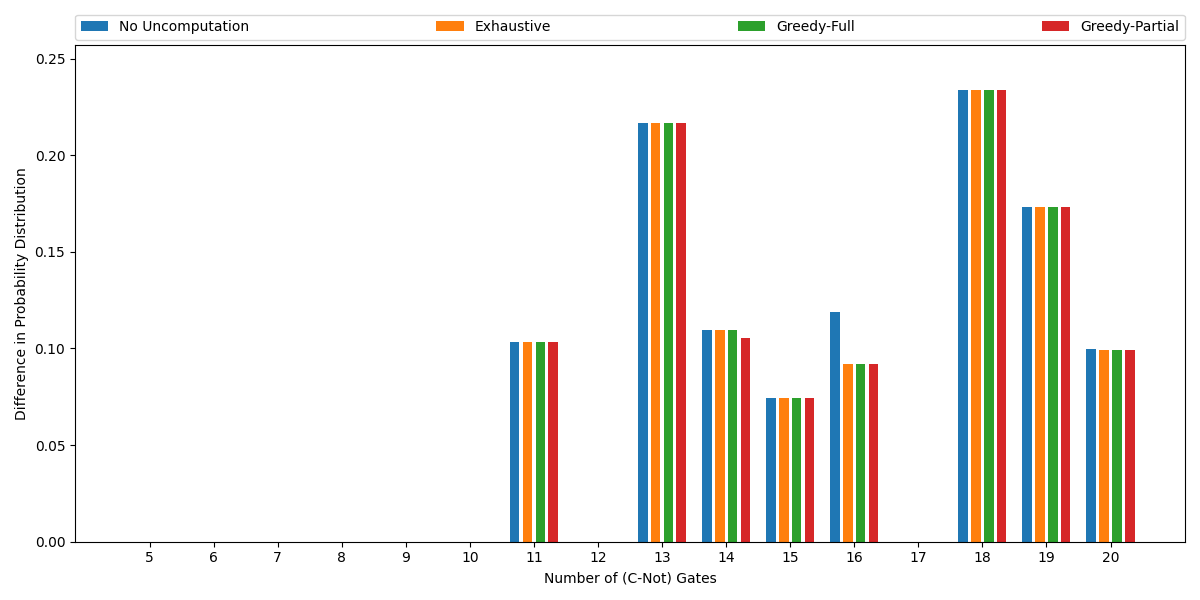 No Uncomputation Exhaustive Greedy-Full Greedy-Partial
0.25
0.20
0.15
0.10
0.05
0.00
Difference in Probability Distribution
5 6 7 8 9 10 11 12 13 14 15 16 17 18 19 20
Number of (C-Not) Gates